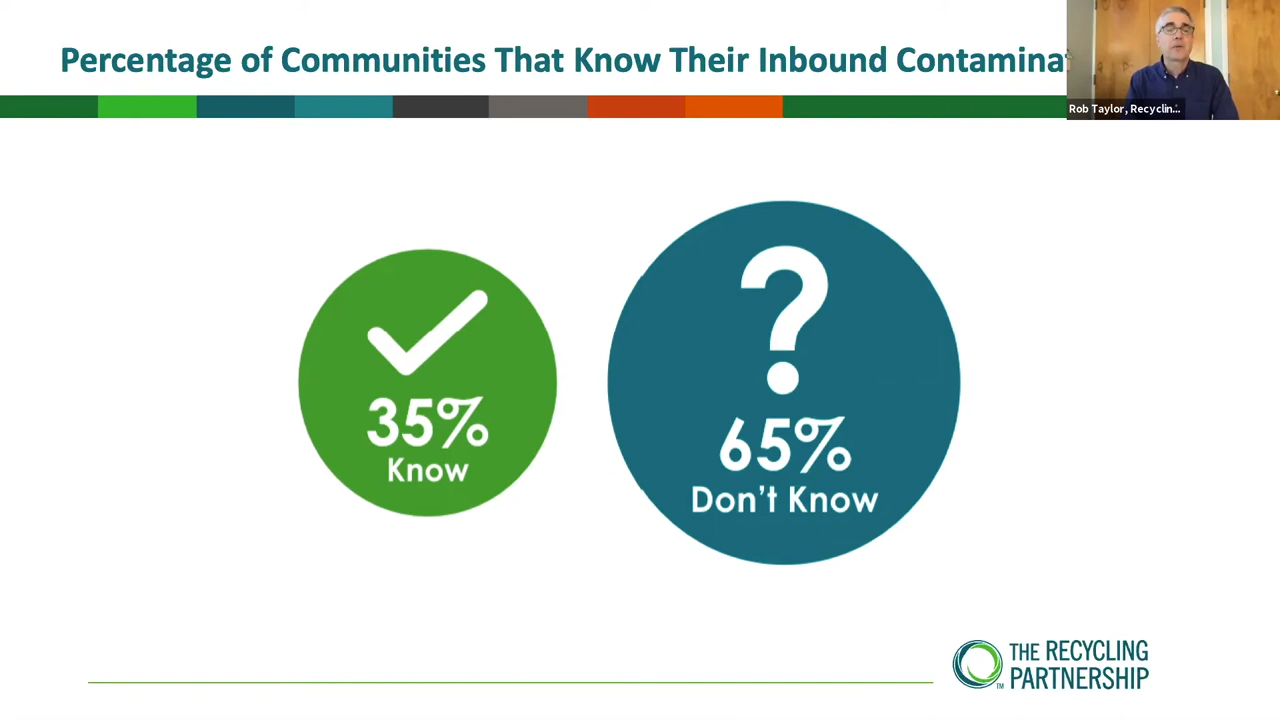 Percentage of Communities That Know Their Inbound Contamina
Rob Taylor, Recyclin...
35%
Know
?
65%
Don't Know
THE RECYCLING
PARTNERSHIP
TM